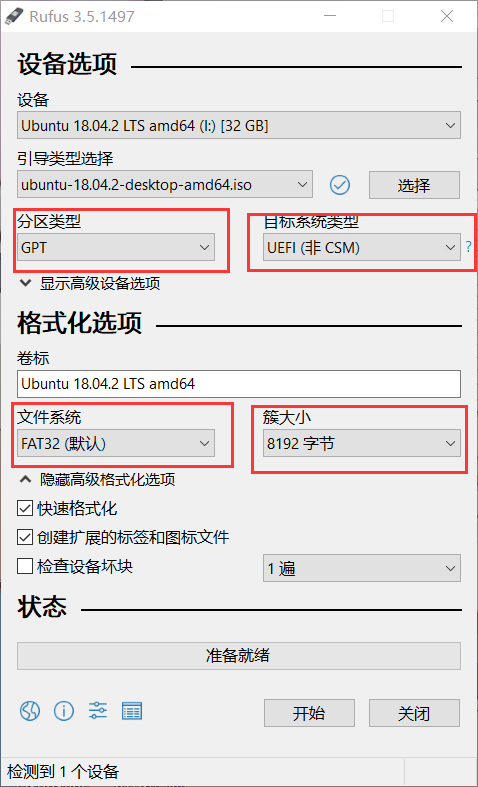 Rufus 3.5.1497
设备选项
设备
Ubuntu 18.04.2 LTS amd64 (I:) [32 GB]
引导类型选择
ubuntu-18.04.2-desktop-amd64.iso
选择
分区类型
目标系统类型
GPT
UEFI (非 CSM)
?
显示高级设备选项
格式化选项
卷标
Ubuntu 18.04.2 LTS amd64
文件系统
簇大小
FAT32 (默认)
8192 字节
隐藏高级格式化选项
快速格式化
创建扩展的标签和图标文件
检查设备坏块
1 遍
状态
准备就绪
开始
关闭
检测到 1 个设备